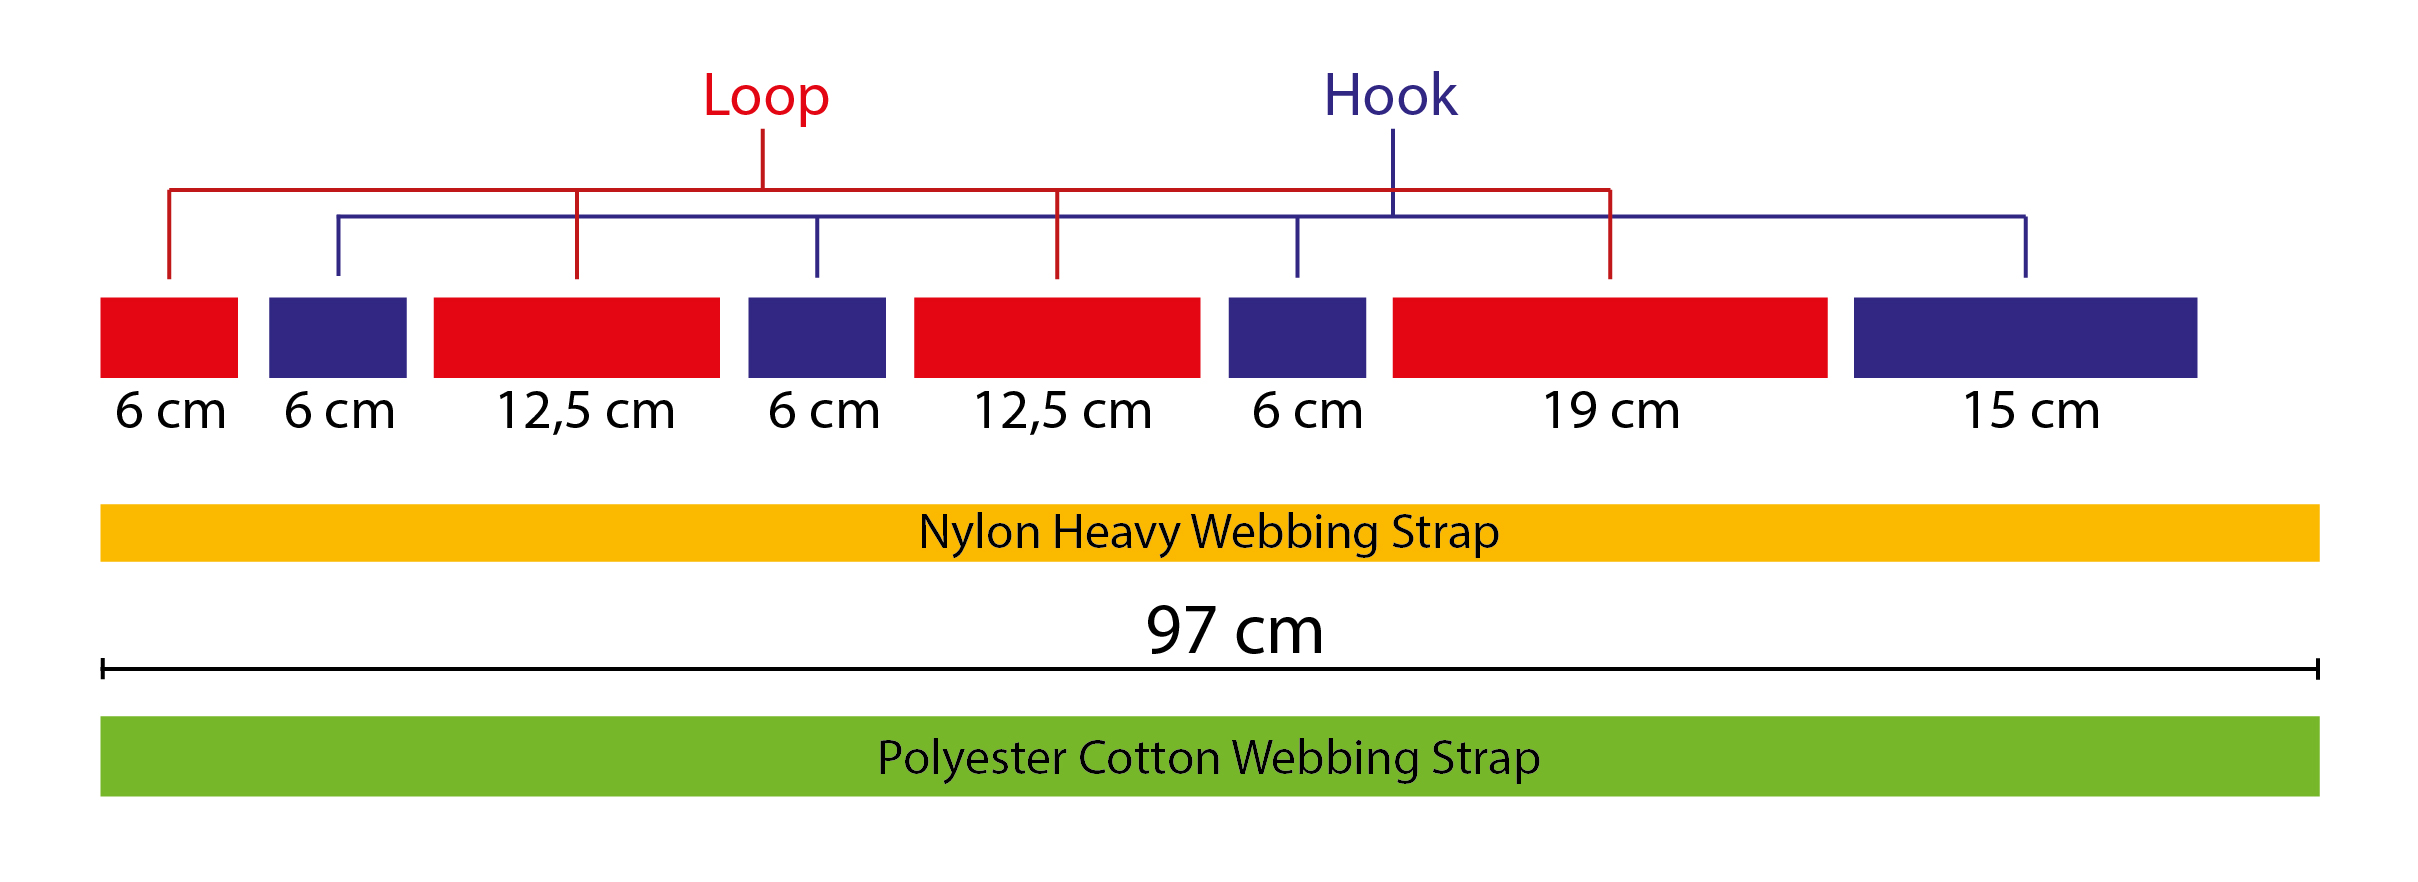 Loop Hook
6 cm 6 cm 12,5 cm 6 cm 12,5 cm 6 cm 19 cm 15 cm
Nylon Heavy Webbing Strap
97 cm
Polyester Cotton Webbing Strap